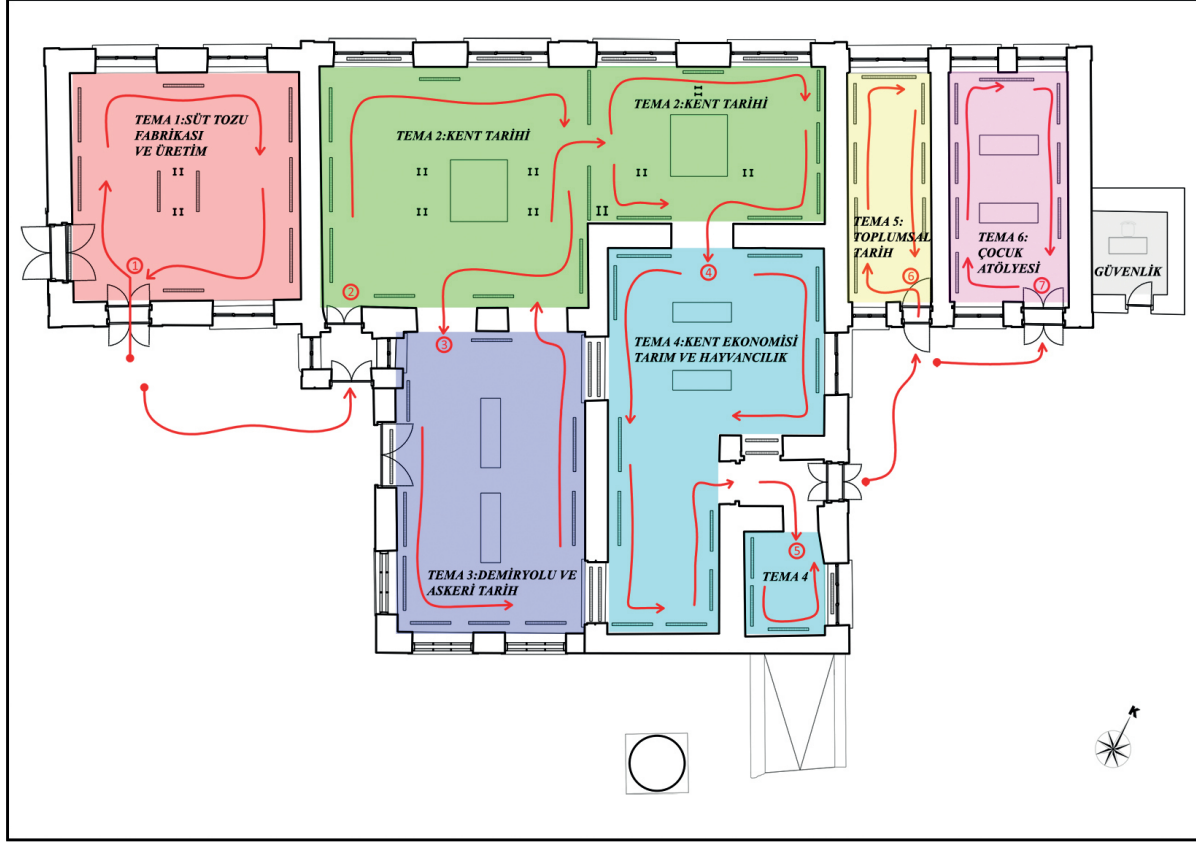 TEMA 1:SÜT TOZU
FABRIKASI
VE ÜRETİM
1
TEMA 2:KENT TARİHİ
2
TEMA 2:KENT TARİHİ
3
TEMA 3:DEMİRYOLU VE
ASKERİ TARİH
4
TEMA 4:KENT EKONOMİSİ
TARIM VE HAYVANCILIK
5
TEMA 4
TEMA 5:
TOPLUMSAL
TARİH
6
TEMA 6:
ÇOCUK
ATÖLYESİ
7
GÜVENLİK
K